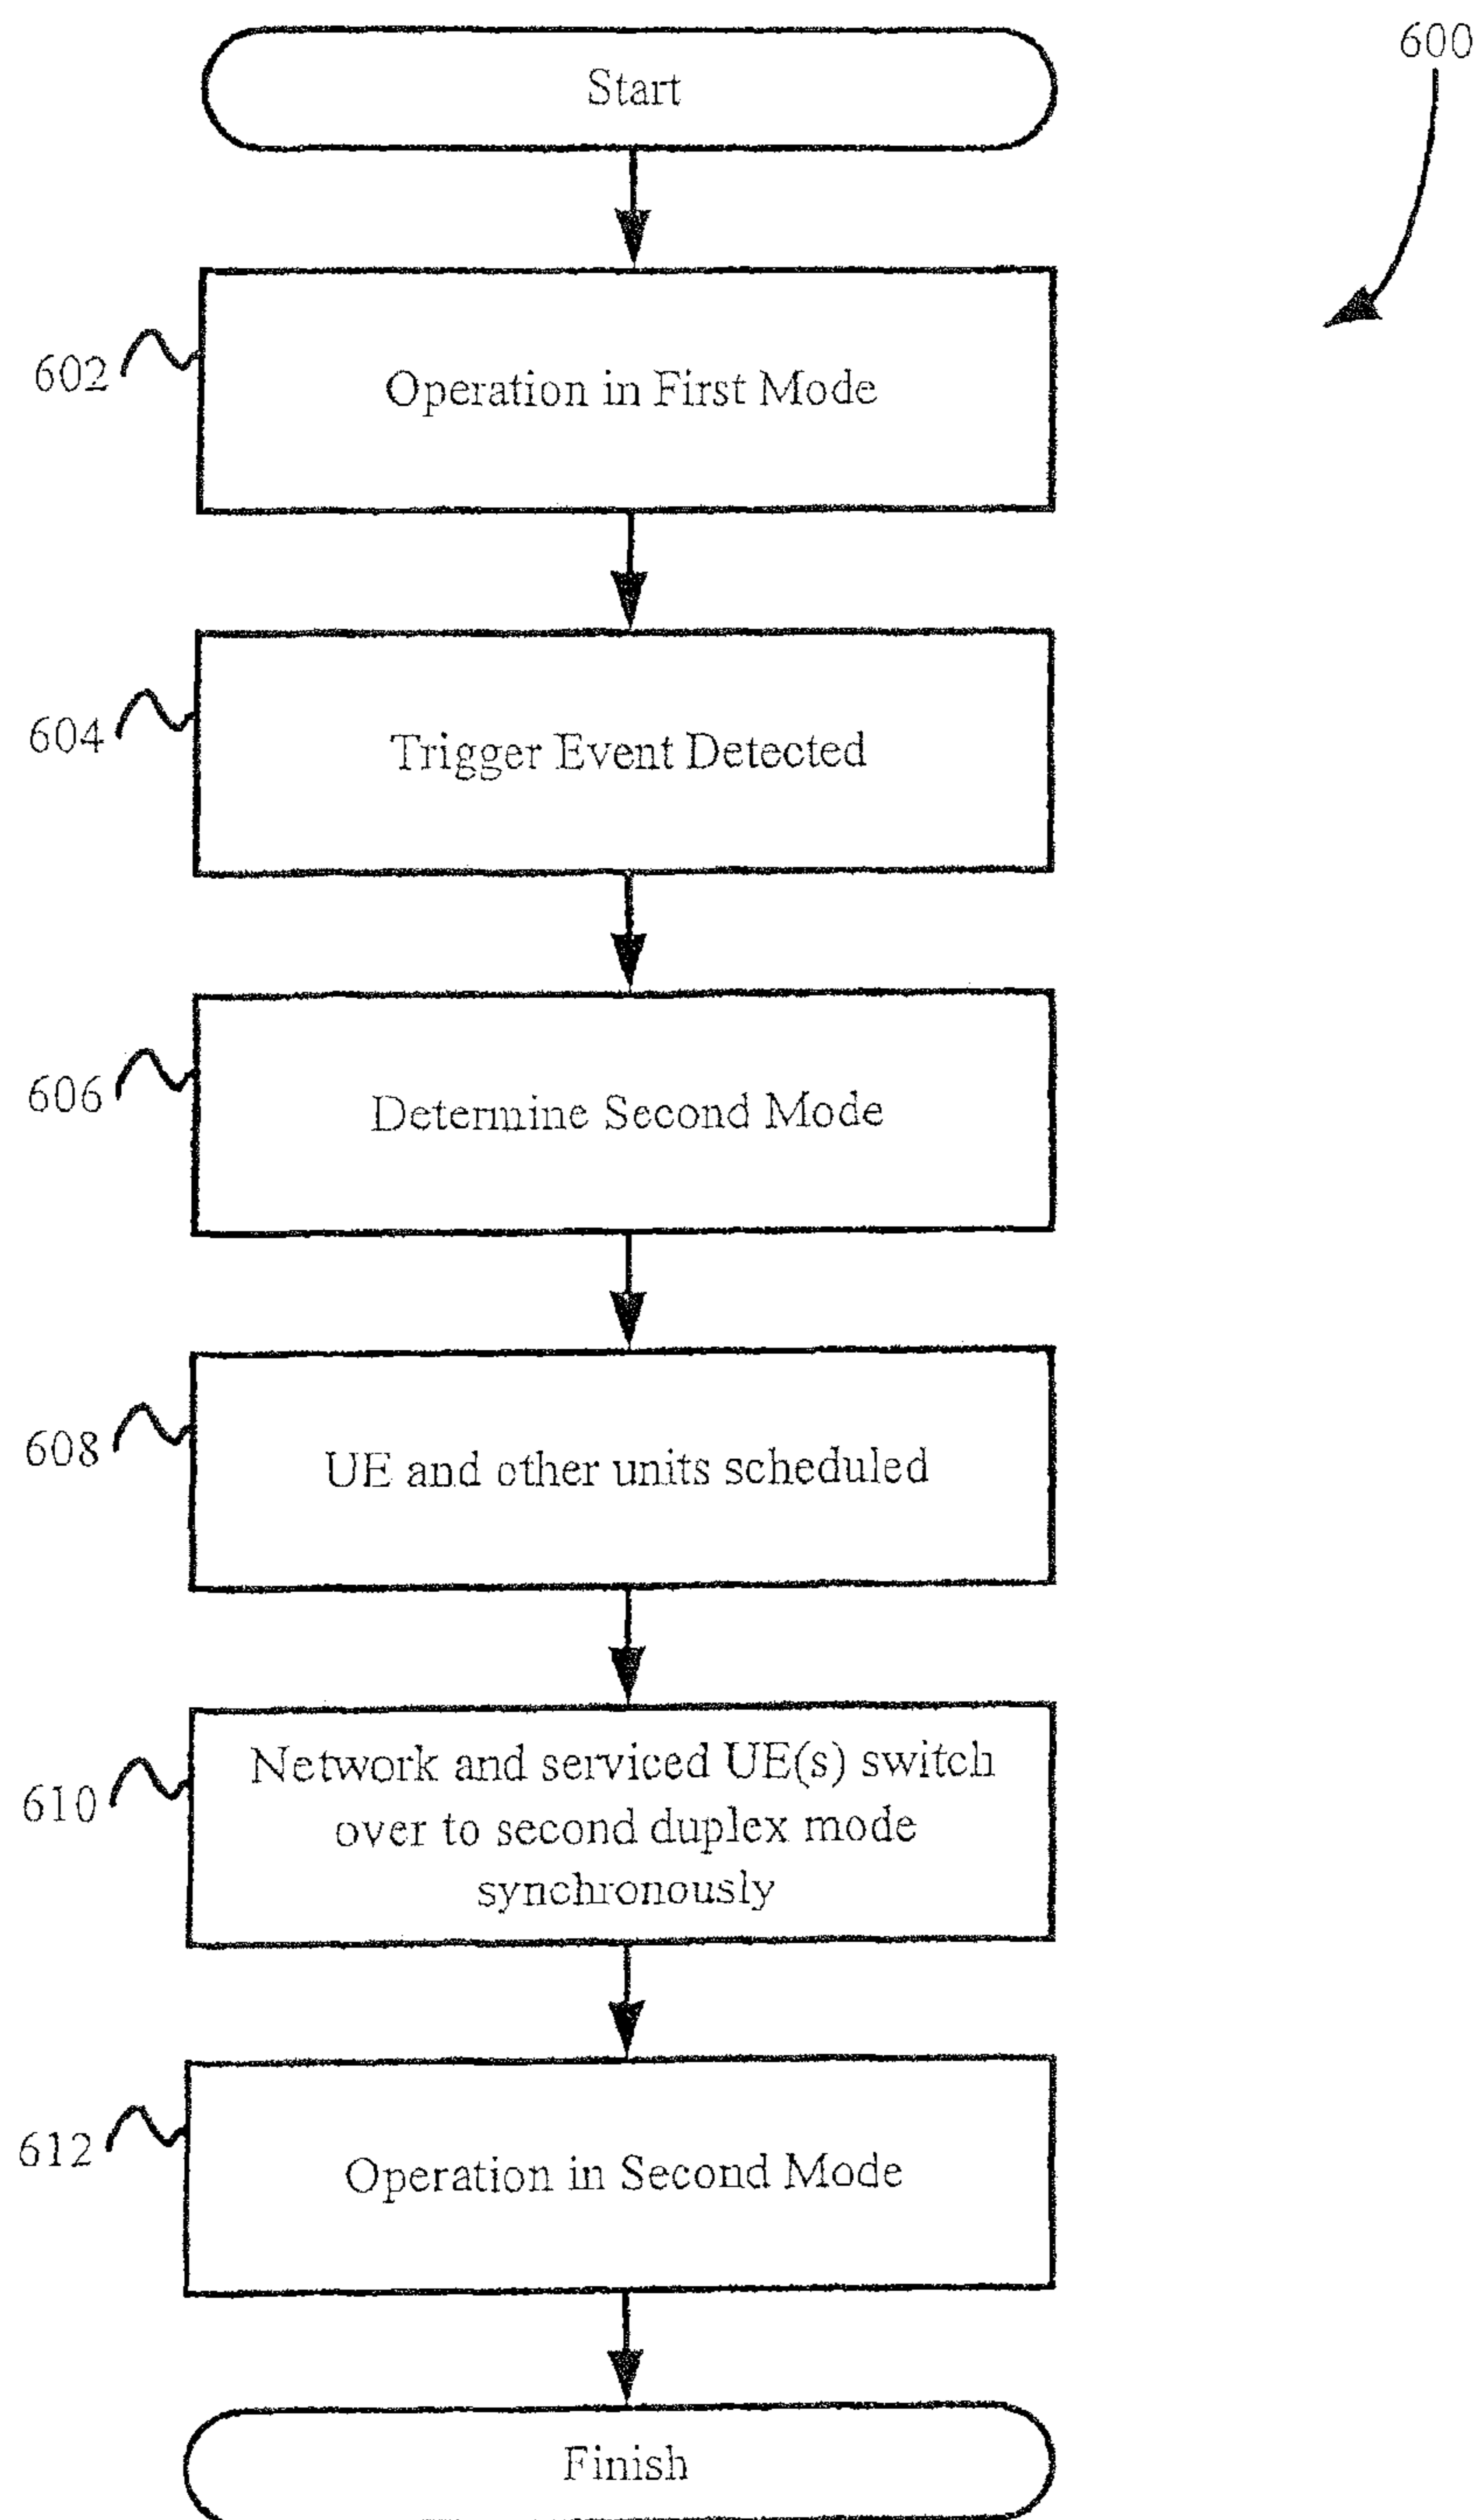 600
Start
602
Operation in First Mode
604
Trigger Event Detected
606
Determine Second Mode
608
UE and other units scheduled
610
Network and serviced UE(s) switch
over to second duplex mode
synchronously
612
Operation in Second Mode
Finish